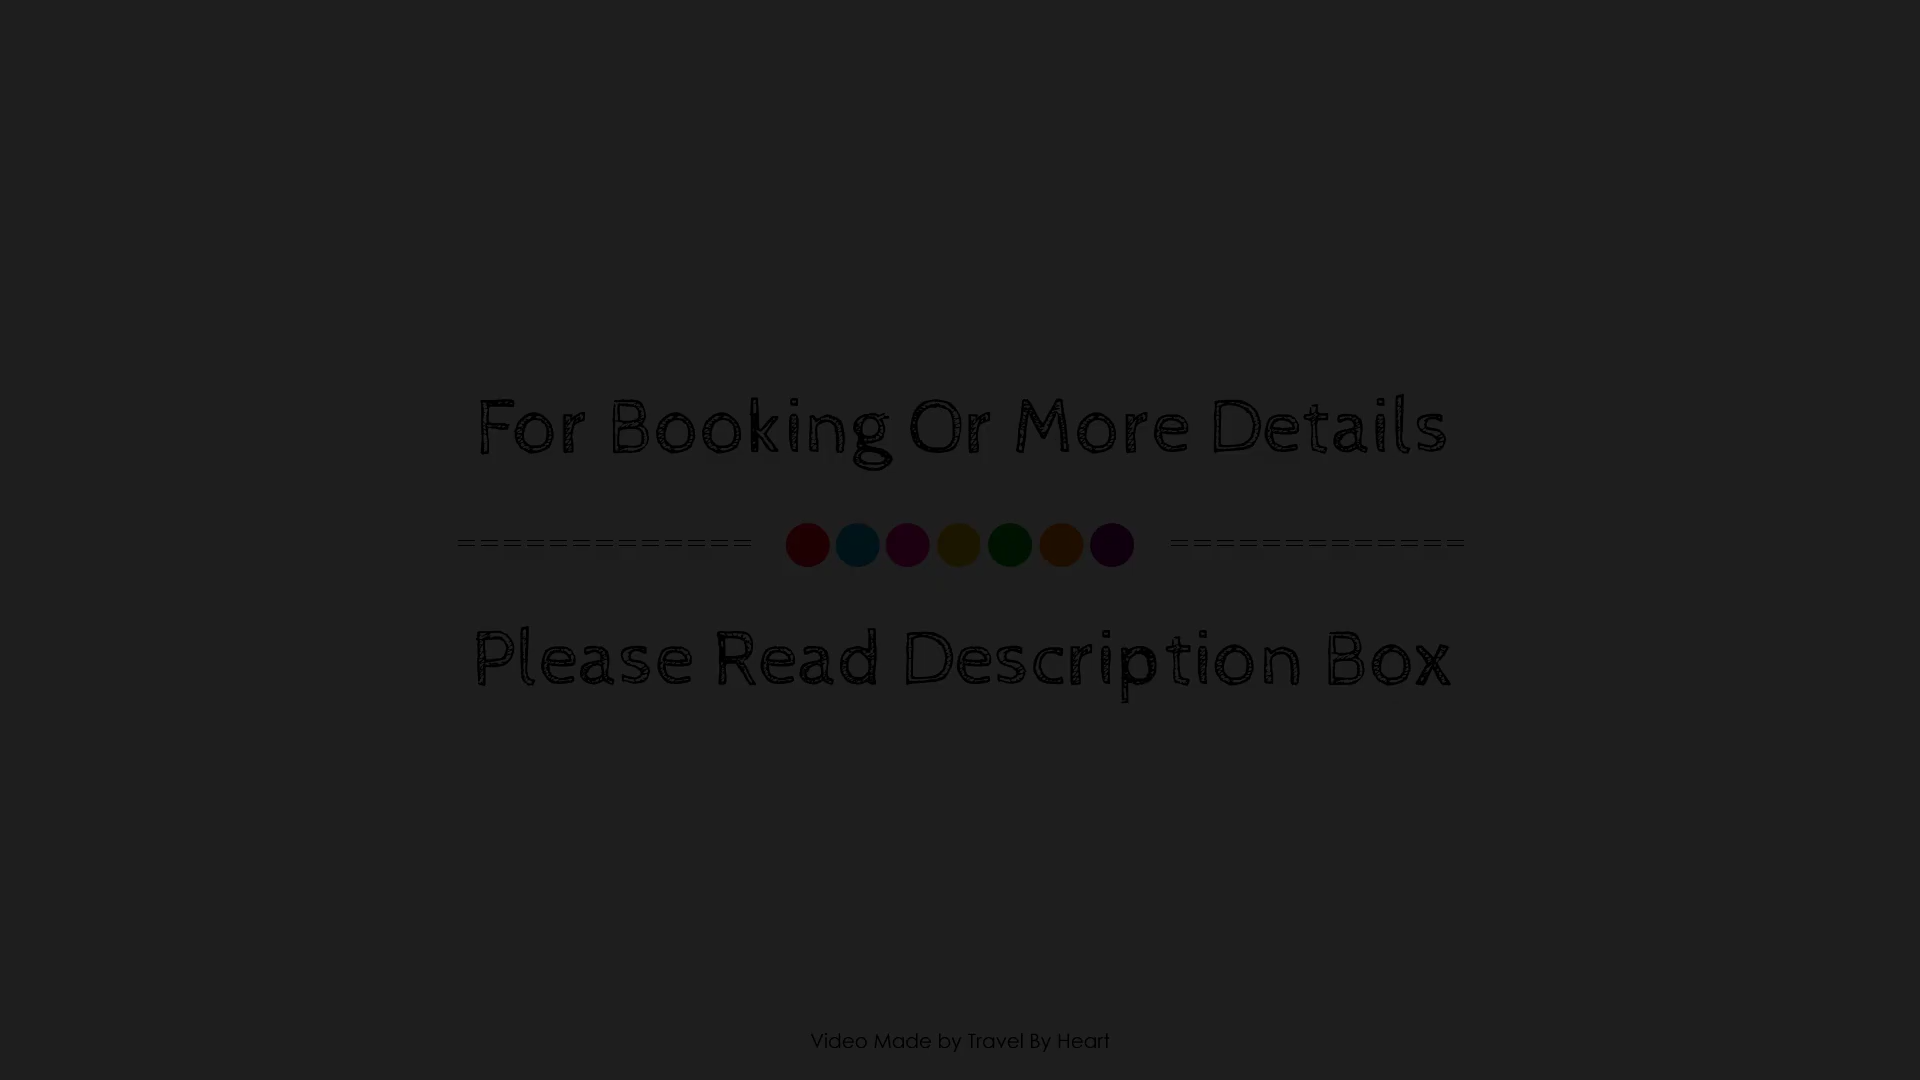 For Booking Or More Details
============= =============
Please Read Description Box
Video Made by Travel By Heart